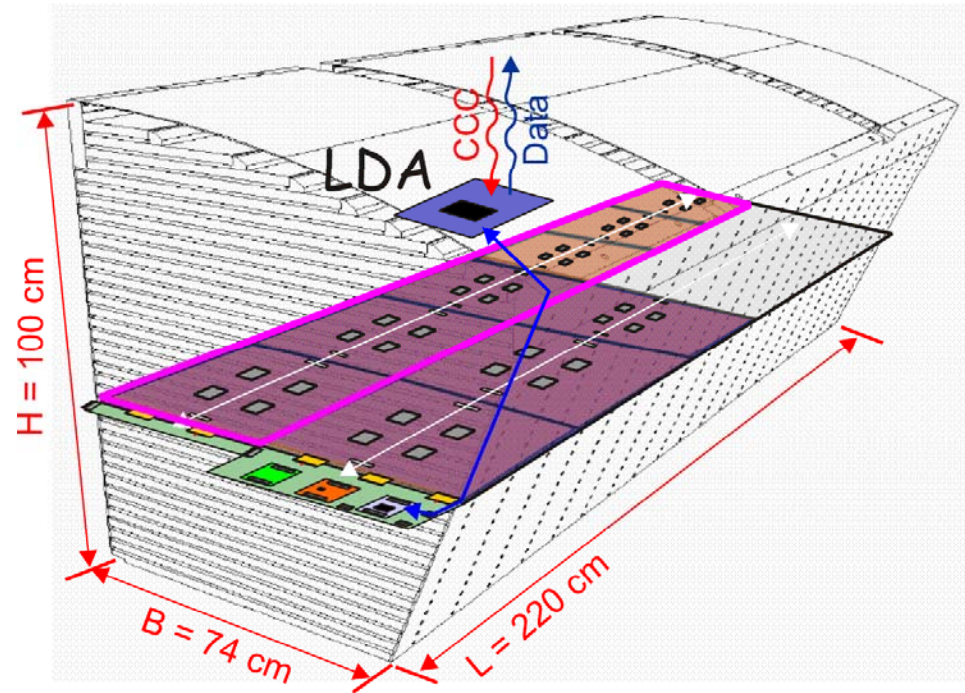 CCC
Data
LDA
H = 100 cm
B = 74 cm
L = 220 cm